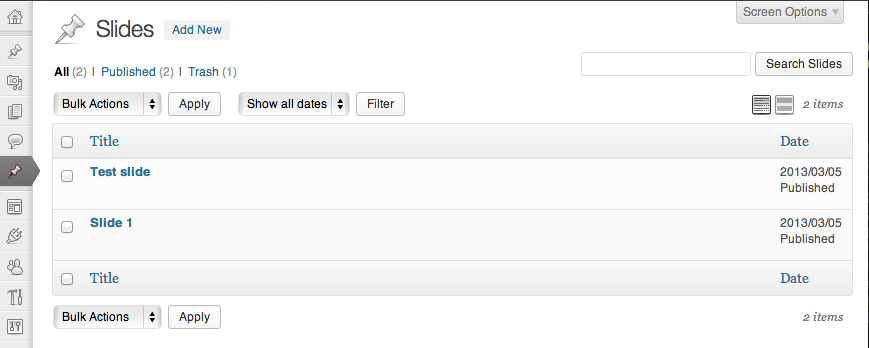 Screen Options
Slides Add New
All (2) | Published (2) | Trash (1)
Search Slides
Bulk Actions Apply Show all dates Filter 2 items
Title Date
Test slide 2013/03/05
Published
Slide 1 2013/03/05
Published
Title Date
Bulk Actions Apply 2 items